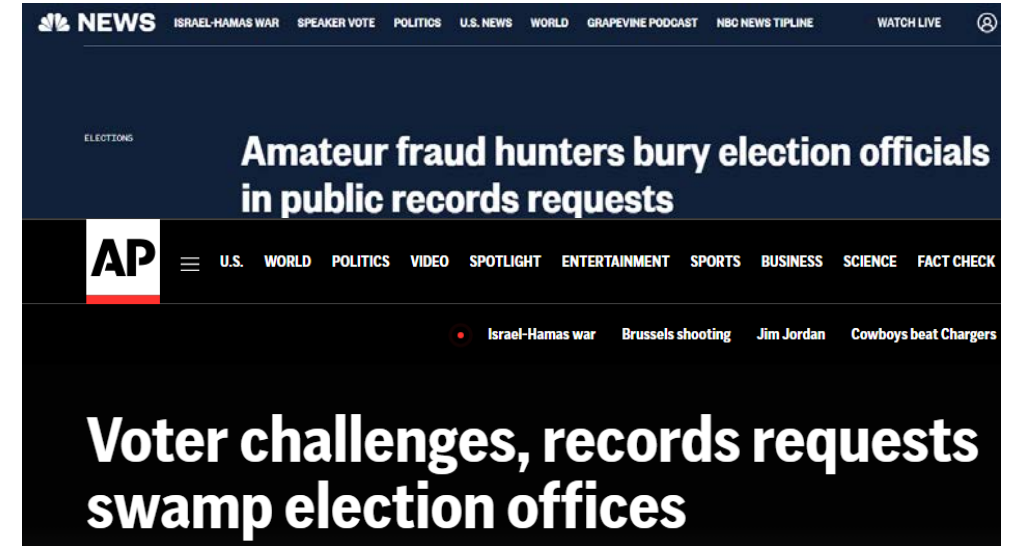 NEWS ISRAEL-HAMAS WAR SPEAKER VOTE POLITICS U.S. NEWS WORLD GRAPEVINE PODCAST NBC NEWS TIPLINE WATCH LIVE
ELECTIONS
Amateur fraud hunters bury election officials
in public records requests
AP U.S. WORLD POLITICS VIDEO SPOTLIGHT ENTERTAINMENT SPORTS BUSINESS SCIENCE FACT CHECK
Israel-Hamas war Brussels shooting Jim Jordan Cowboys beat Chargers
Voter challenges, records requests
swamp election offices